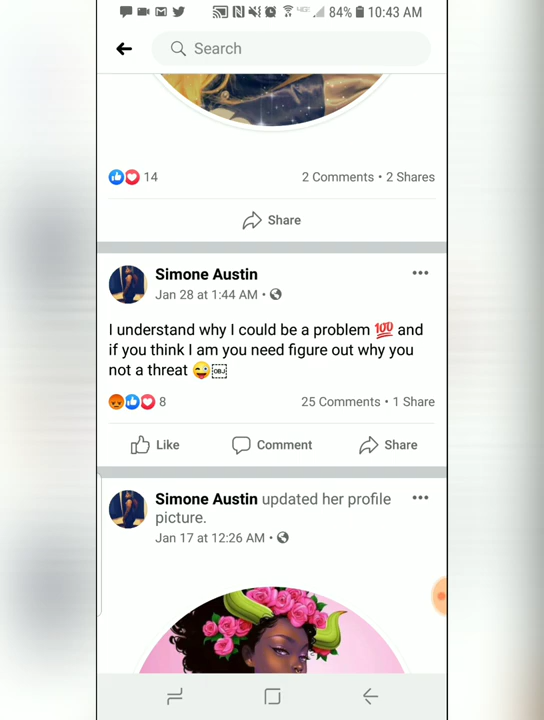 84% 10:43 AM
Search
14 2 Comments • 2 Shares
Share
Simone Austin
Jan 28 at 1:44 AM •
I understand why I could be a problem 💯 and
if you think I am you need figure out why you
not a threat 😜￼
8 25 Comments • 1 Share
Like Comment Share
Simone Austin updated her profile
picture.
Jan 17 at 12:26 AM •